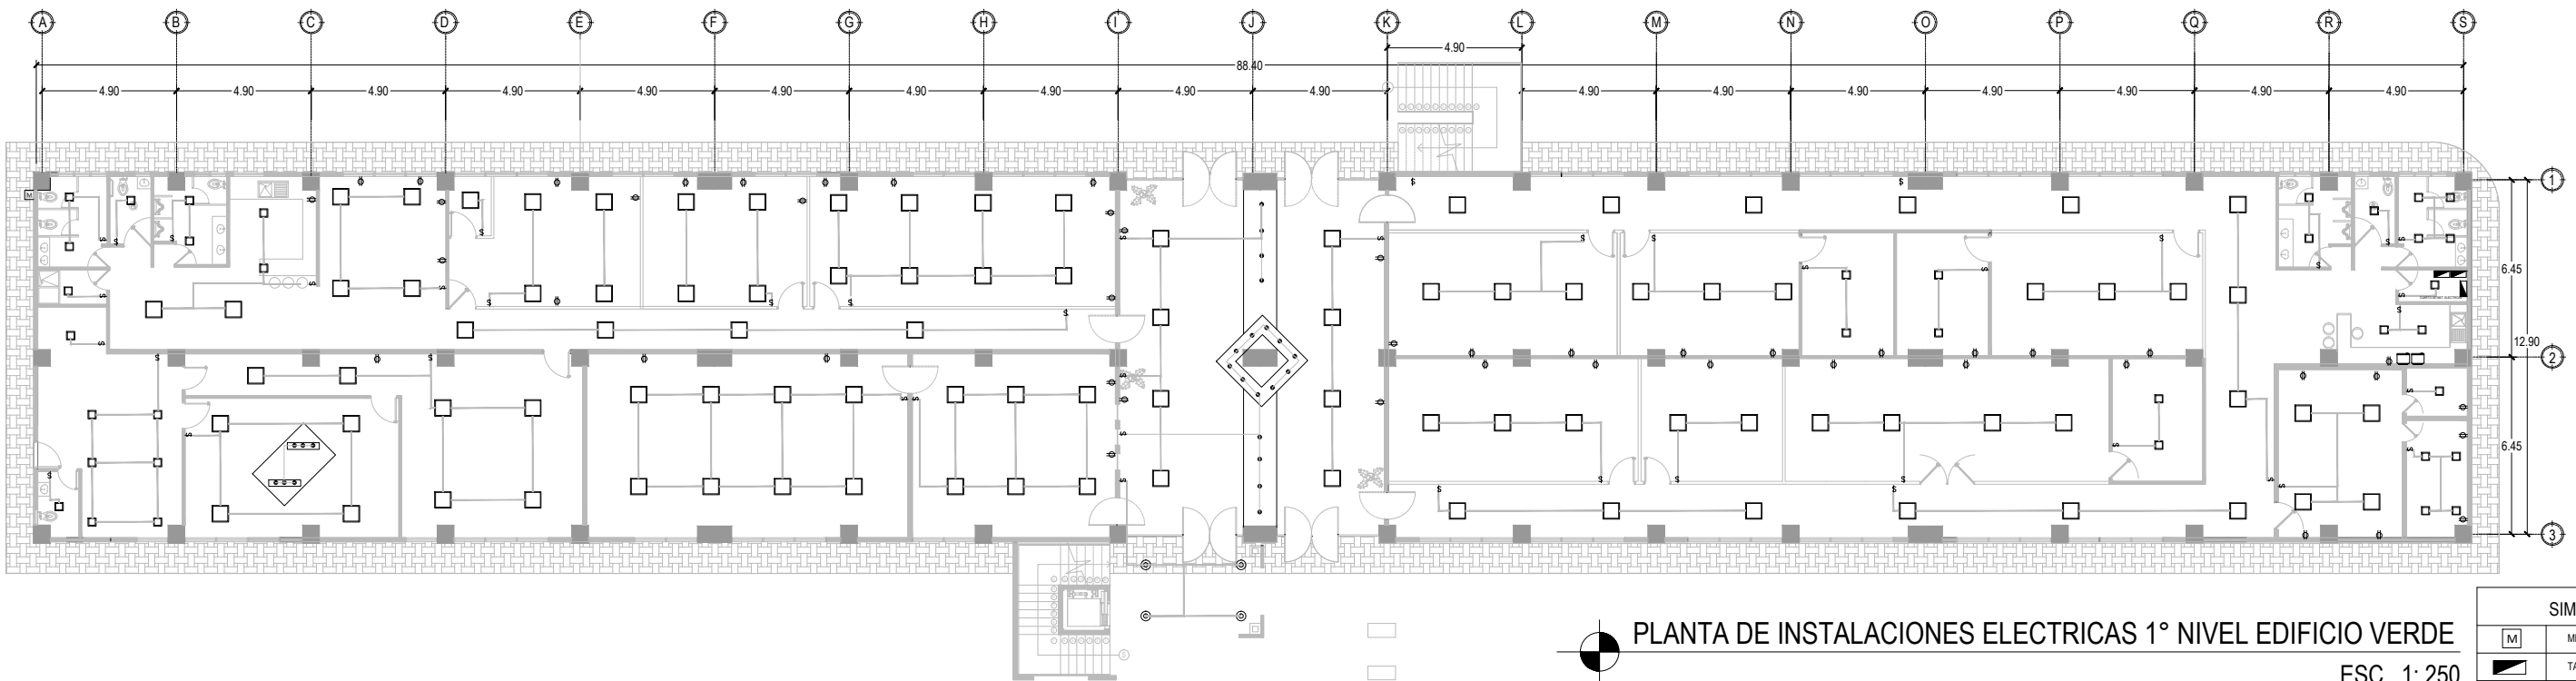 A B C D E F G H I J K L M N O P Q R S
4.90
88.40
4.90 4.90 4.90 4.90 4.90 4.90 4.90 4.90 4.90 4.90 4.90 4.90 4.90 4.90 4.90 4.90 4.90
1
M
6.45
12.90
2
6.45
3
PLANTA DE INSTALACIONES ELECTRICAS 1° NIVEL EDIFICIO VERDE
ESC 1: 250
SIM
M
TA